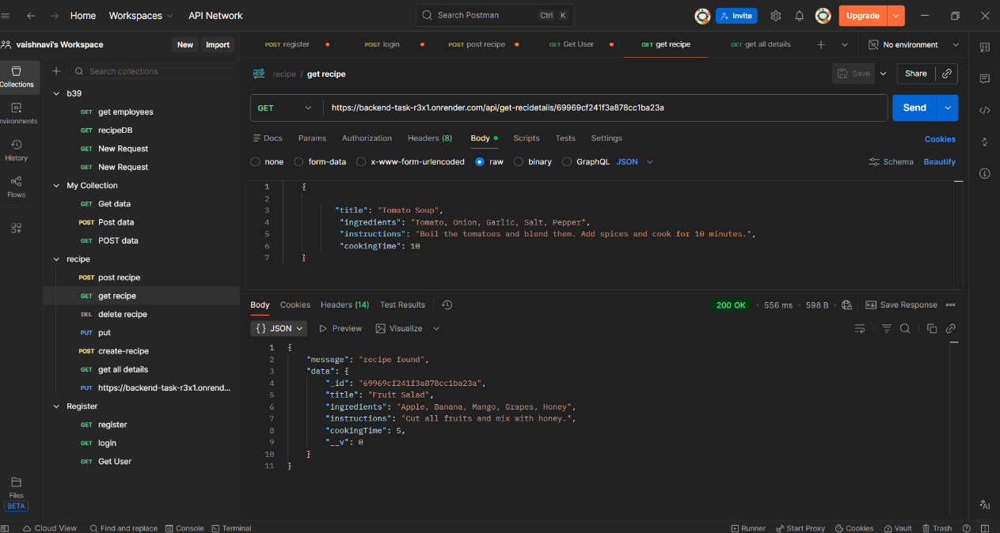 Home Workspaces API Network Search Postman Ctrl K Invite Upgrade
vaishnavi's Workspace New Import
POST register POST login POST post recipe GET Get User GET get recipe GET get all details No environment
Collections
Search collections
nvironments
History
Flows
Files
BETA
b39
GET get employees
GET recipeDB
GET New Request
GET New Request
My Collection
GET Get data
POST Post data
GET POST data
recipe
POST post recipe
GET get recipe
DEL delete recipe
PUT put
POST create-recipe
GET get all details
PUT https://backend-task-r3x1.onrend...
Register
GET register
GET login
GET Get User
HTTP recipe / get recipe Save Share
GET https://backend-task-r3x1.onrender.com/api/get-recidetails/69969cf241f3a878cc1ba23a Send
Docs Params Authorization Headers (8) Body Scripts Tests Settings Cookies
none form-data x-www-form-urlencoded raw binary GraphQL JSON Schema Beautify
1 {
2
3 "title": "Tomato Soup",
4 "ingredients": "Tomato, Onion, Garlic, Salt, Pepper",
5 "instructions": "Boil the tomatoes and blend them. Add spices and cook for 10 minutes.",
6 "cookingTime": 10
7 }
Body Cookies Headers (14) Test Results 200 OK 556 ms 598 B Save Response
{} JSON Preview Visualize
1 {
2 "message": "recipe found",
3 "data": {
4 "_id": "69969cf241f3a878cc1ba23a",
5 "title": "Fruit Salad",
6 "ingredients": "Apple, Banana, Mango, Grapes, Honey",
7 "instructions": "Cut all fruits and mix with honey.",
8 "cookingTime": 5,
9 "__v": 0
10 }
11 }
AI
Cloud View Find and replace Console Terminal Runner Start Proxy Cookies Vault Trash